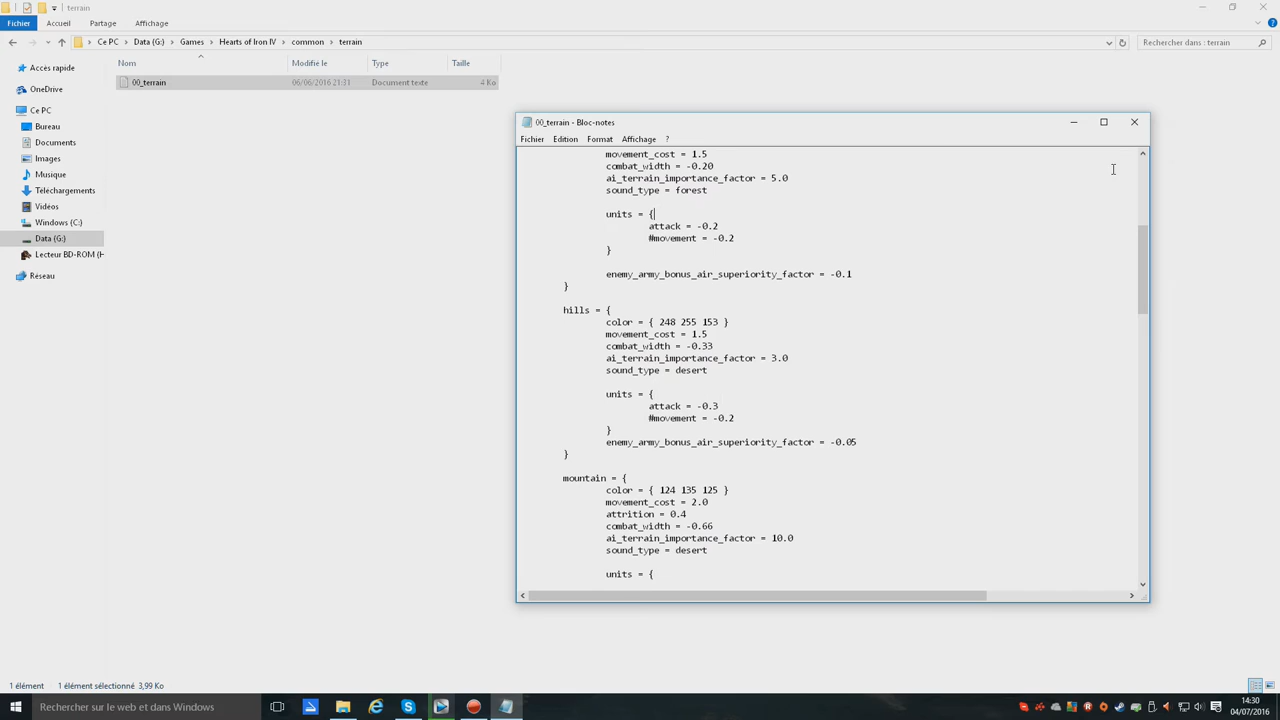 terrain
Fichier Accueil Partage Affichage
Ce PC > Data (G:) > Games > Hearts of Iron IV > common > terrain
Rechercher dans : terrain
Nom Modifié le Type Taille
00_terrain 06/06/2016 21:31 Document texte 4 Ko
Accès rapide
OneDrive
Ce PC
Bureau
Documents
Images
Musique
Téléchargements
Vidéos
Windows (C:)
Data (G:)
Lecteur BD-ROM (H
Réseau
00_terrain - Bloc-notes
Fichier Edition Format Affichage ?
movement_cost = 1.5
combat_width = -0.20
ai_terrain_importance_factor = 5.0
sound_type = forest
units = {
attack = -0.2
#movement = -0.2
}
enemy_army_bonus_air_superiority_factor = -0.1
}
hills = {
color = { 248 255 153 }
movement_cost = 1.5
combat_width = -0.33
ai_terrain_importance_factor = 3.0
sound_type = desert
units = {
attack = -0.3
#movement = -0.2
}
enemy_army_bonus_air_superiority_factor = -0.05
}
mountain = {
color = { 124 135 125 }
movement_cost = 2.0
attrition = 0.4
combat_width = -0.66
ai_terrain_importance_factor = 10.0
sound_type = desert
units = {
1 élément 1 élément sélectionné 3,99 Ko
Rechercher sur le web et dans Windows
14:30
04/07/2016